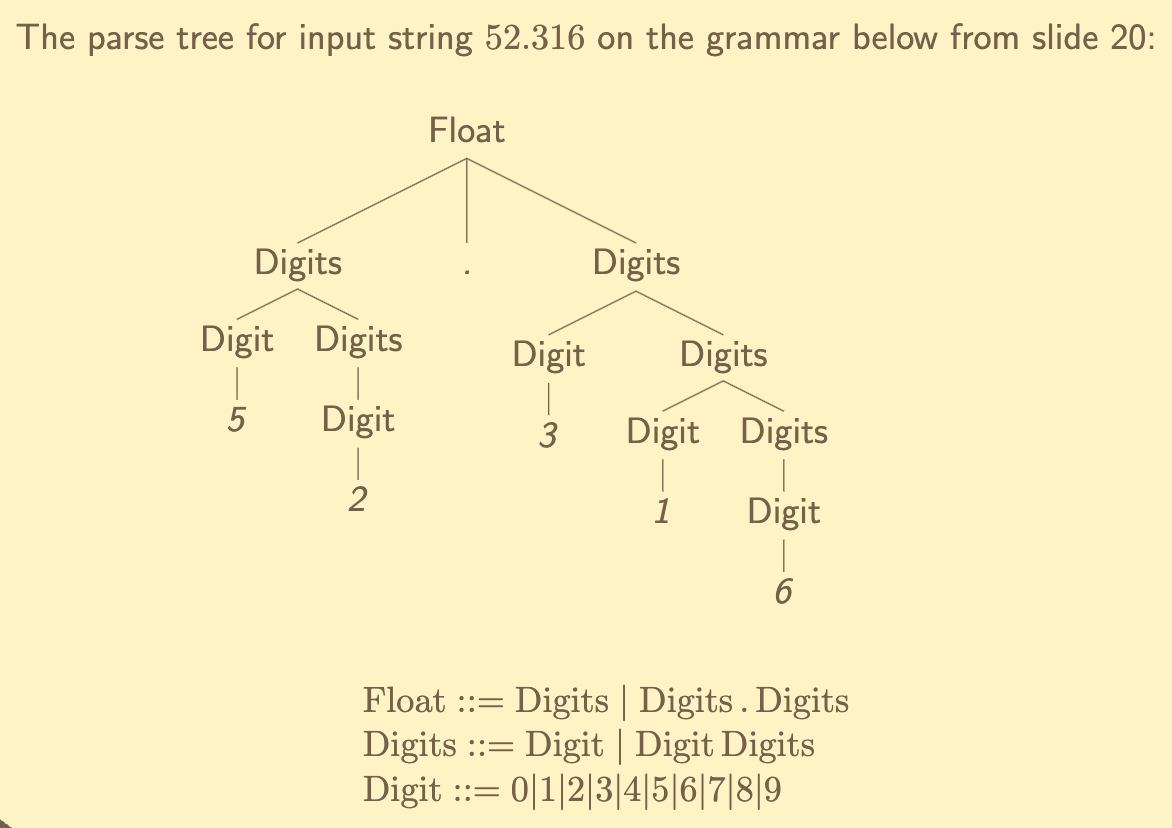 The parse tree for input string 52.316 on the grammar below from slide 20:
Float
Digits . Digits
Digit Digits Digit Digits
5 Digit 3 Digit Digits
2 1 Digit
6
Float ::= Digits | Digits . Digits
Digits ::= Digit | Digit Digits
Digit ::= 0|1|2|3|4|5|6|7|8|9